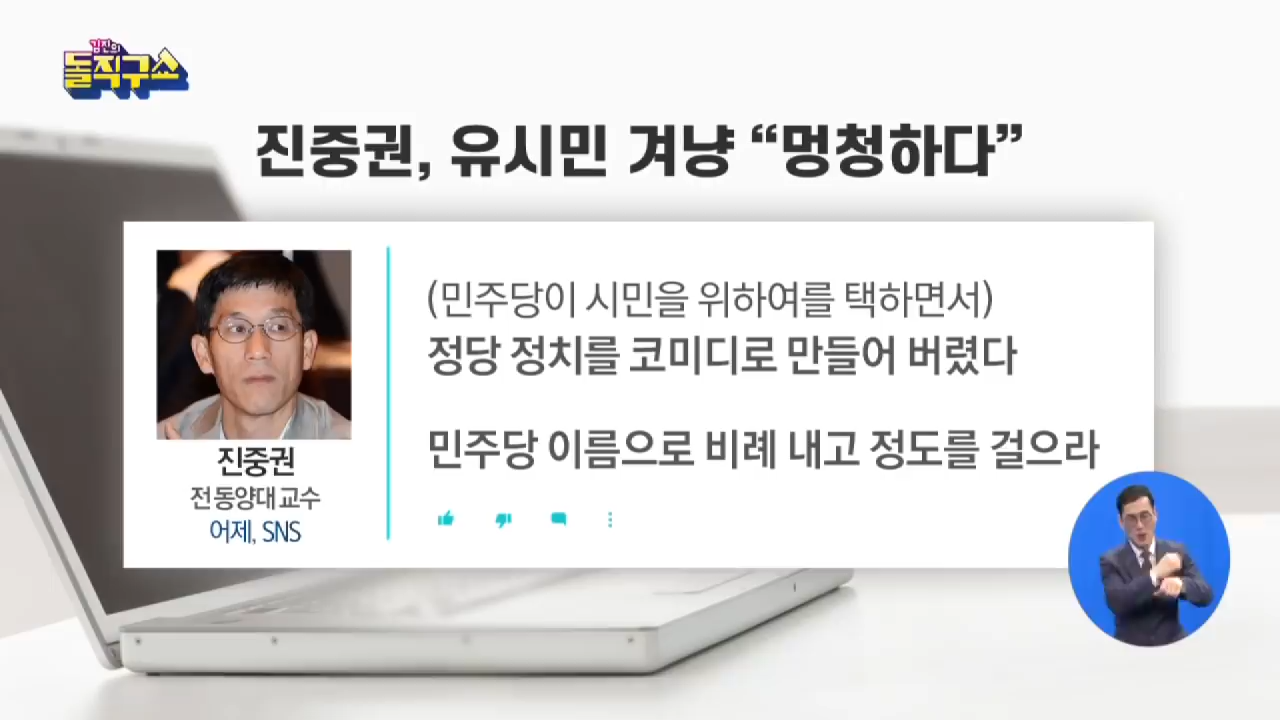 김진의
돌직구쇼
진중권, 유시민 겨냥 “멍청하다”
(민주당이 시민을 위하여를 택하면서)
정당 정치를 코미디로 만들어 버렸다
민주당 이름으로 비례 내고 정도를 걸으라
진중권
전 동양대 교수
어제, SNS